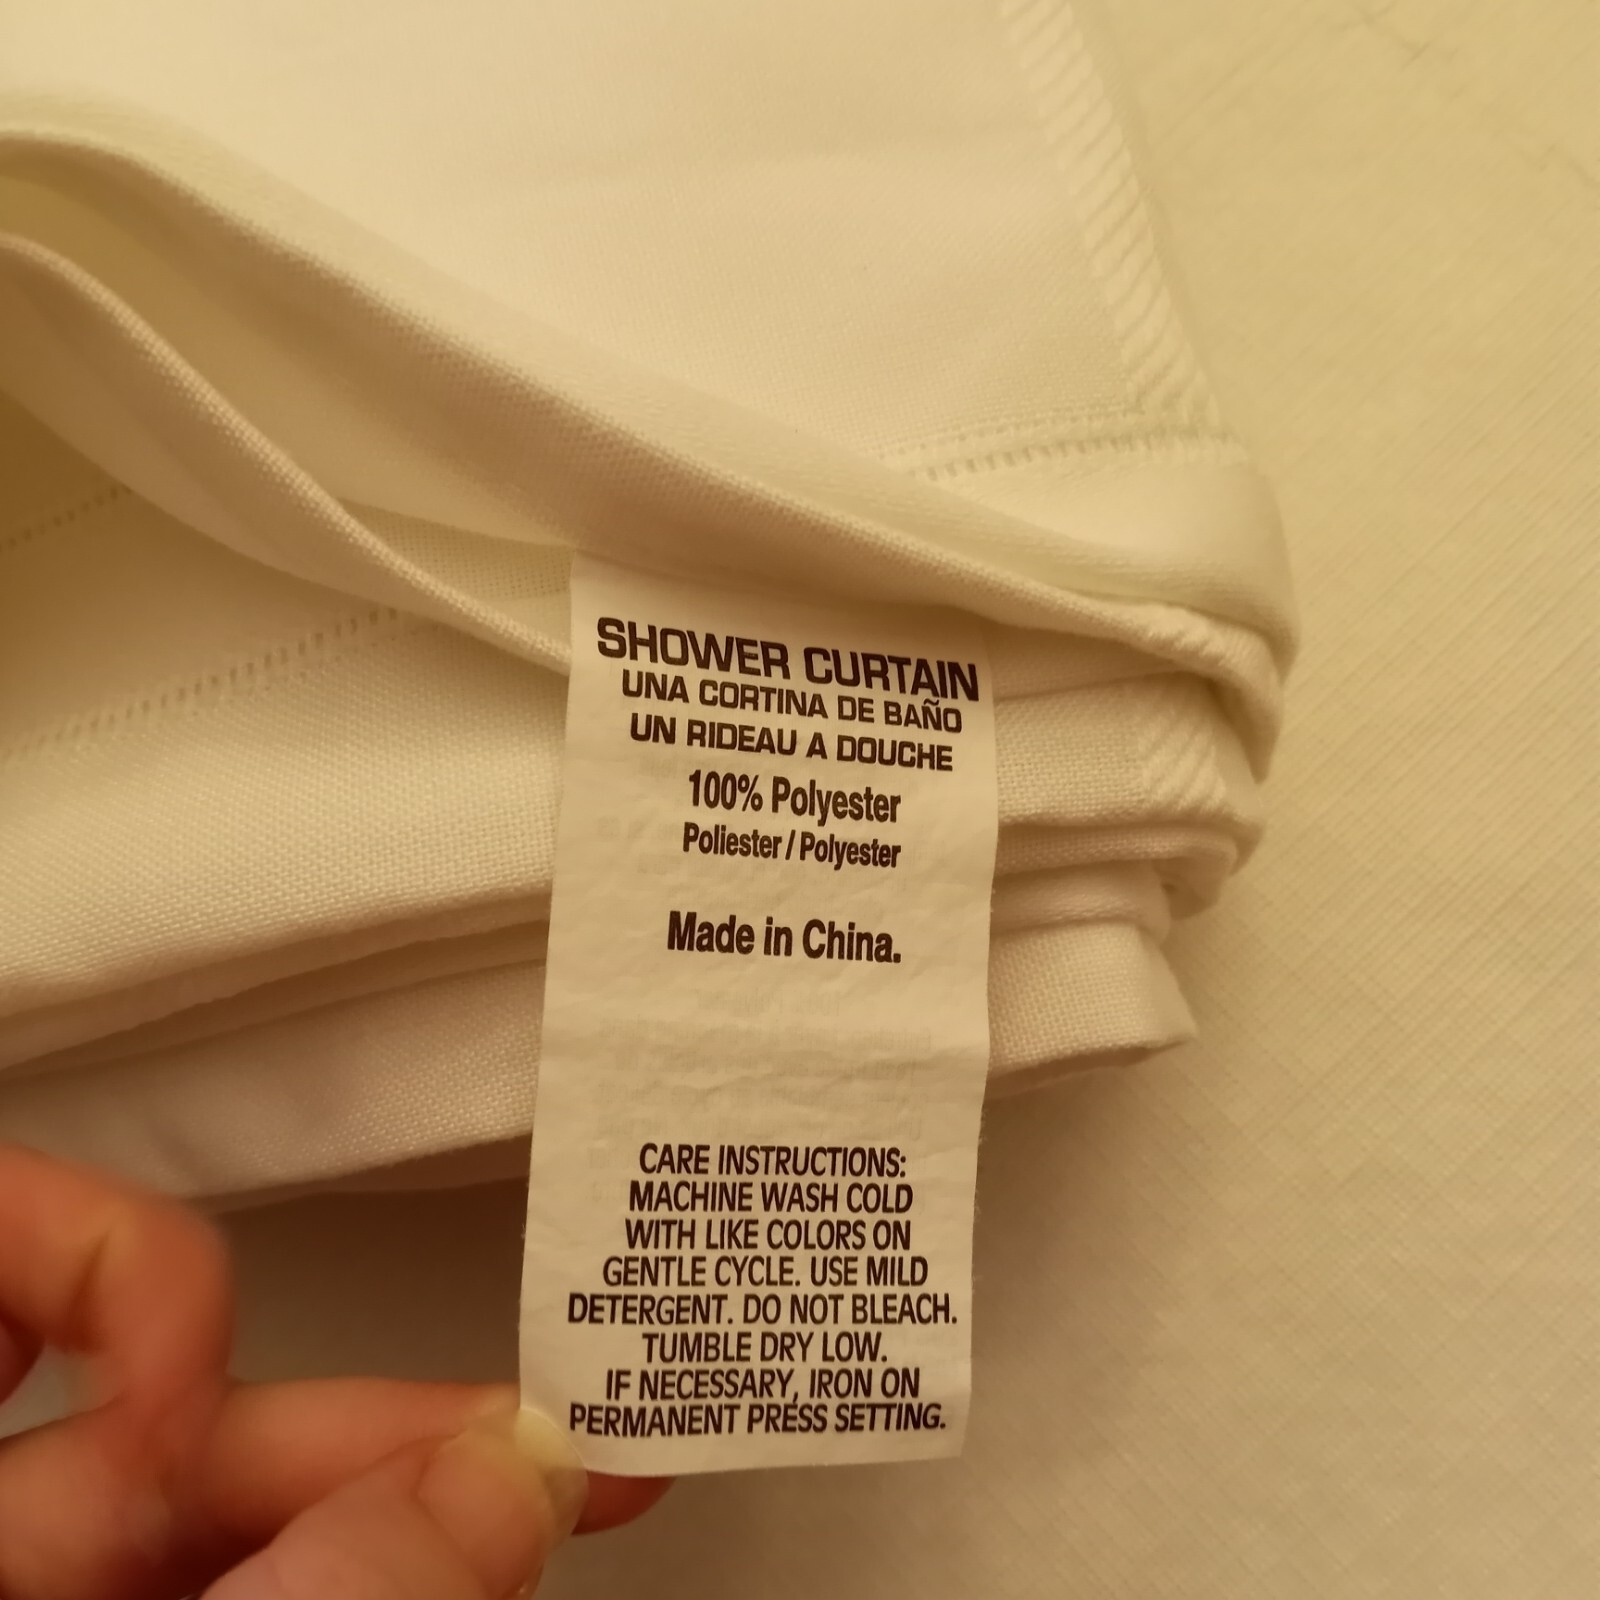 SHOWER CURTAIN
UNA CORTINA DE BAÑO
UN RIDEAU A DOUCHE
100% Polyester
Poliester / Polyester
Made in China.
CARE INSTRUCTIONS:
MACHINE WASH COLD
WITH LIKE COLORS ON
GENTLE CYCLE. USE MILD
DETERGENT. DO NOT BLEACH.
TUMBLE DRY LOW.
IF NECESSARY, IRON ON
PERMANENT PRESS SETTING.